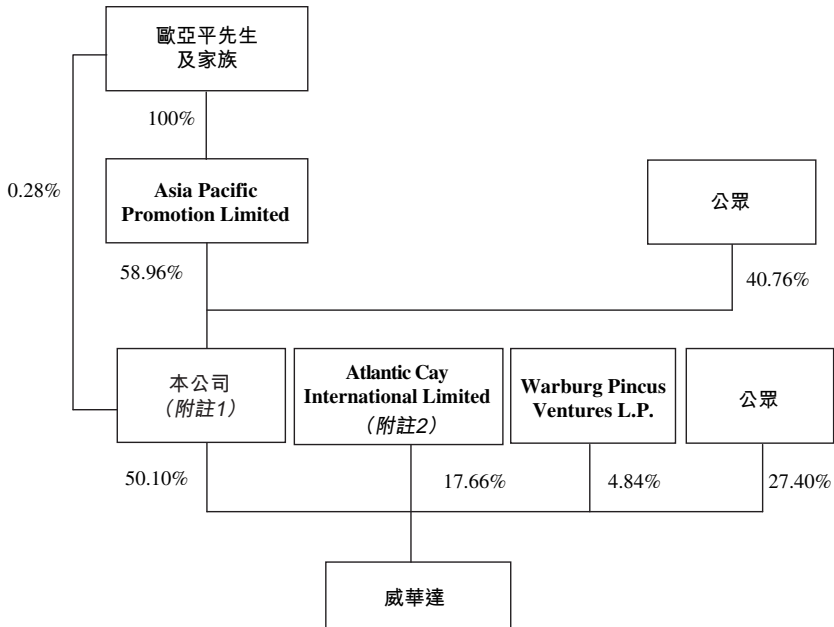 歐亞平先生
及家族
100%
0.28%
Asia Pacific
Promotion Limited
公眾
58.96%
40.76%
本公司
（附註1）
Atlantic Cay
International Limited
（附註2）
Warburg Pincus
Ventures L.P.
公眾
50.10%
17.66%
4.84%
27.40%
威華達